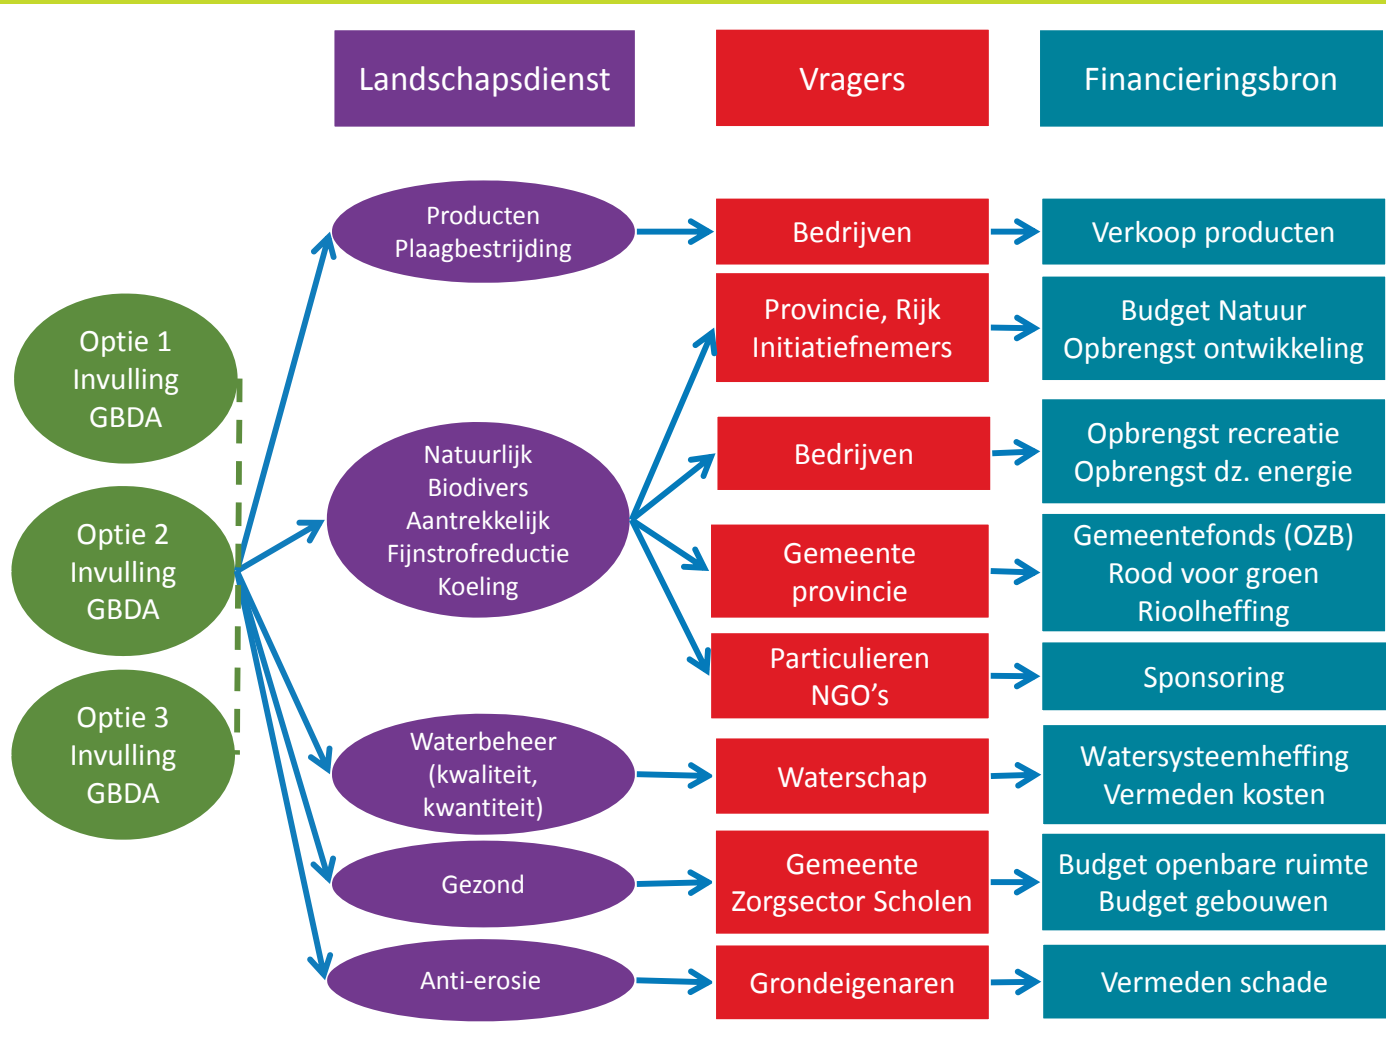 Landschapsdienst
Vragers
Financieringsbron
Optie 1
Invulling
GBDA
Optie 2
Invulling
GBDA
Optie 3
Invulling
GBDA
Producten
Plaagbestrijding
Natuurlijk
Biodivers
Aantrekkelijk
Fijnstrofreductie
Koeling
Waterbeheer
(kwaliteit,
kwantiteit)
Gezond
Anti-erosie
Bedrijven
Provincie, Rijk
Initiatiefnemers
Bedrijven
Gemeente
provincie
Particulieren
NGO’s
Waterschap
Gemeente
Zorgsector Scholen
Grondeigenaren
Verkoop producten
Budget Natuur
Opbrengst ontwikkeling
Opbrengst recreatie
Opbrengst dz. energie
Gemeentefonds (OZB)
Rood voor groen
Rioolheffing
Sponsoring
Watersysteemheffing
Vermeden kosten
Budget openbare ruimte
Budget gebouwen
Vermeden schade